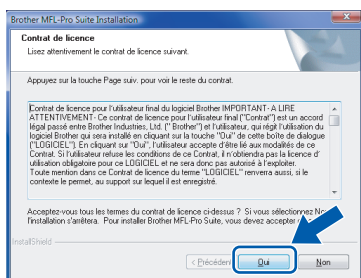 Brother MFL-Pro Suite Installation
Contrat de licence
Lisez attentivement le contrat de licence suivant.
Appuyez sur la touche Page suiv. pour voir le reste du contrat.
Contrat de licence pour l'utilisateur final du logiciel Brother IMPORTANT- A LIRE
ATTENTIVEMENT- Ce contrat de licence pour l'utilisateur final ("Contrat") est un accord
légal passé entre Brother Industries, Ltd. (" Brother") et l'utilisateur, qui régit l'utilisation du
logiciel Brother qui sera installé en cliquant sur la touche "Oui" de cette boîte de dialogue
("LOGICIEL"). En cliquant sur "Oui", l'utilisateur accepte d'être lié aux modalités de ce
Contrat. Si l'utilisateur refuse les conditions de ce Contrat, il n'obtiendra pas la licence d'
utilisation obligatoire pour ce LOGICIEL et ne sera donc pas autorisé à l'exploiter.
Toute mention dans ce Contrat de licence du terme "LOGICIEL" renverra aussi, si le
contexte le permet, au support sur lequel il est enregistré.
Acceptez-vous tous les termes du contrat de licence ci-dessus ? Si vous sélectionnez
l'installation s'arrêtera. Pour installer Brother MFL-Pro Suite, vous devez accepter
InstallShield
< Précédent Oui Non